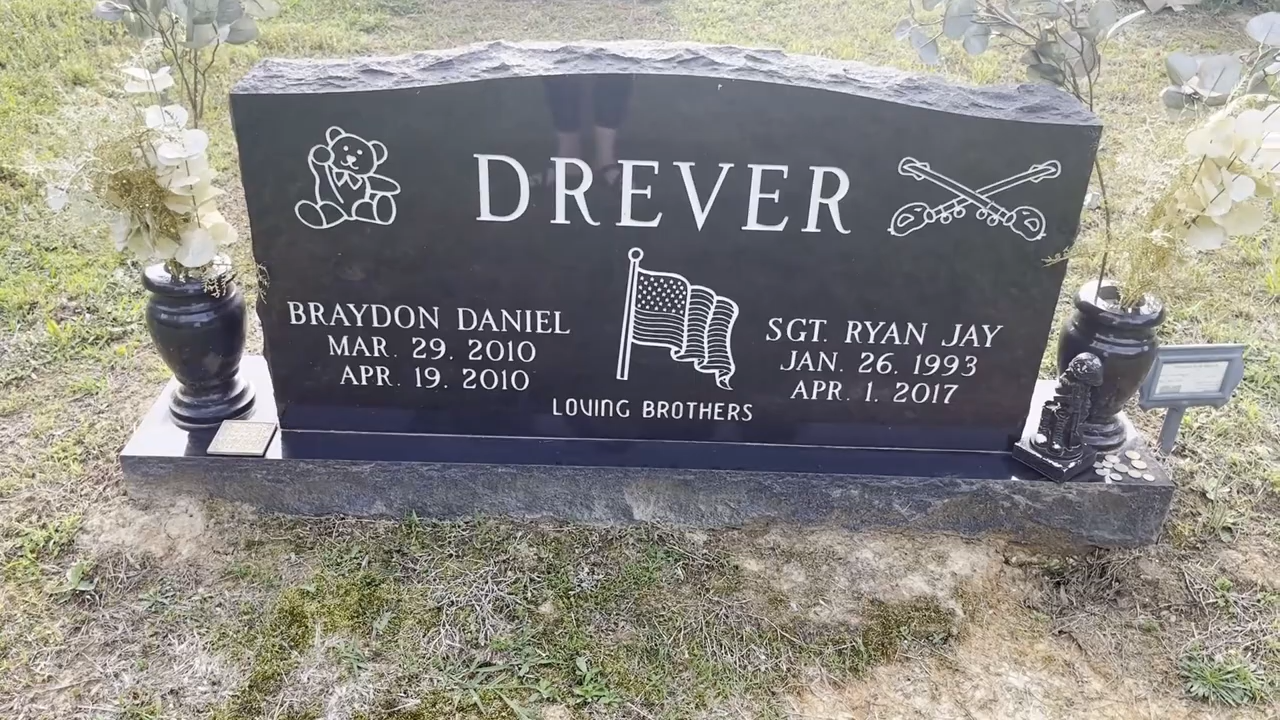 DREVER
BRAYDON DANIEL
MAR. 29. 2010
APR. 19. 2010
SGT. RYAN JAY
JAN. 26. 1993
APR. 1. 2017
LOVING BROTHERS